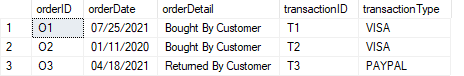 orderID orderDate orderDetail transactionID transactionType
1 O1 07/25/2021 Bought By Customer T1 VISA
2 O2 01/11/2020 Bought By Customer T2 VISA
3 O3 04/18/2021 Returned By Customer T3 PAYPAL